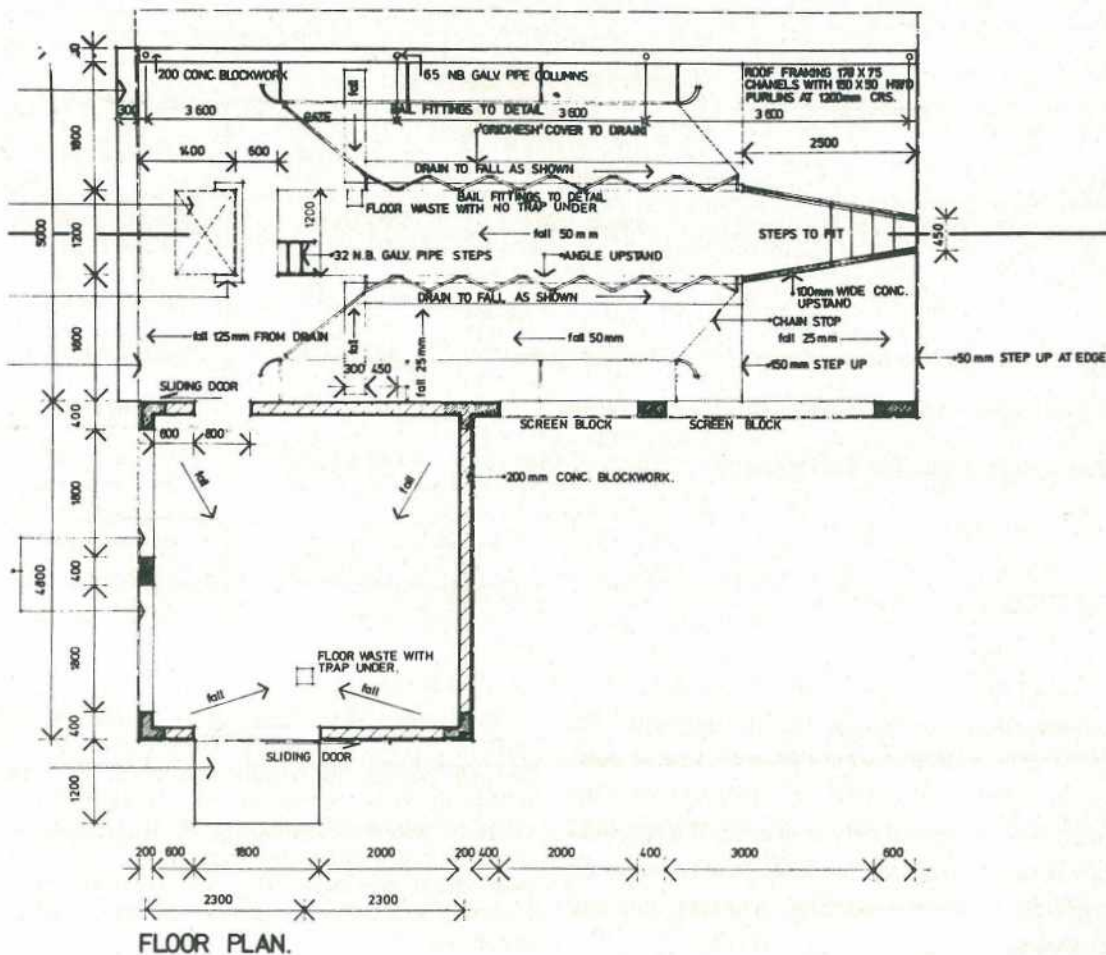 200 CONC. BLOCKWORK
65 NB GALV. PIPE COLUMNS
ROOF FRAMING 178 X 75
CHANELS WITH 150 X 50 HWD
PURLINS AT 1200mm CRS.
fall
300
3 600
BAIL FITTINGS TO DETAIL
3 600
3 600
GATE
'GRIDMESH' COVER TO DRAIN
1800
1400
600
2500
DRAIN TO FALL AS SHOWN
BAIL FITTINGS TO DETAIL
FLOOR WASTE WITH NO TRAP UNDER
1200
1200
fall 50 mm
STEPS TO FIT
450
32 N.B. GALV. PIPE STEPS
ANGLE UPSTAND
100mm WIDE CONC.
UPSTAND
DRAIN TO FALL AS SHOWN
CHAIN STOP
fall 125mm FROM DRAIN
fall
fall 25mm
fall 50mm
fall 25mm
150mm STEP UP
50 mm STEP UP AT EDGE
300
450
SLIDING DOOR
400
600
800
SCREEN BLOCK
SCREEN BLOCK
fall
fall
200mm CONC. BLOCKWORK.
1800
4800
400
FLOOR WASTE WITH
TRAP UNDER.
1800
fall
fall
400
SLIDING DOOR
1200
200
600
1800
2000
200
400
2000
400
3000
600
2300
2300
FLOOR PLAN.